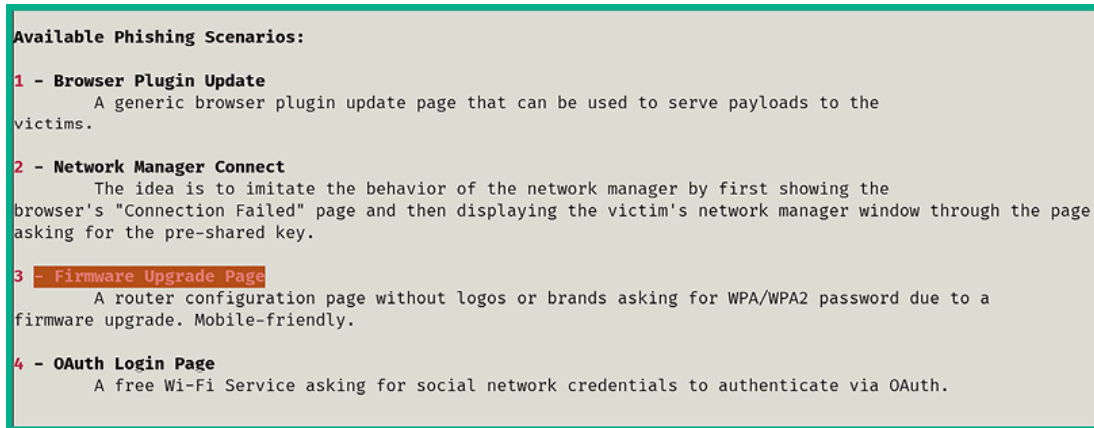 Available Phishing Scenarios:
1 - Browser Plugin Update
A generic browser plugin update page that can be used to serve payloads to the
victims.
2 - Network Manager Connect
The idea is to imitate the behavior of the network manager by first showing the
browser's "Connection Failed" page and then displaying the victim's network manager window through the page
asking for the pre-shared key.
3 - Firmware Upgrade Page
A router configuration page without logos or brands asking for WPA/WPA2 password due to a
firmware upgrade. Mobile-friendly.
4 - OAuth Login Page
A free Wi-Fi Service asking for social network credentials to authenticate via OAuth.